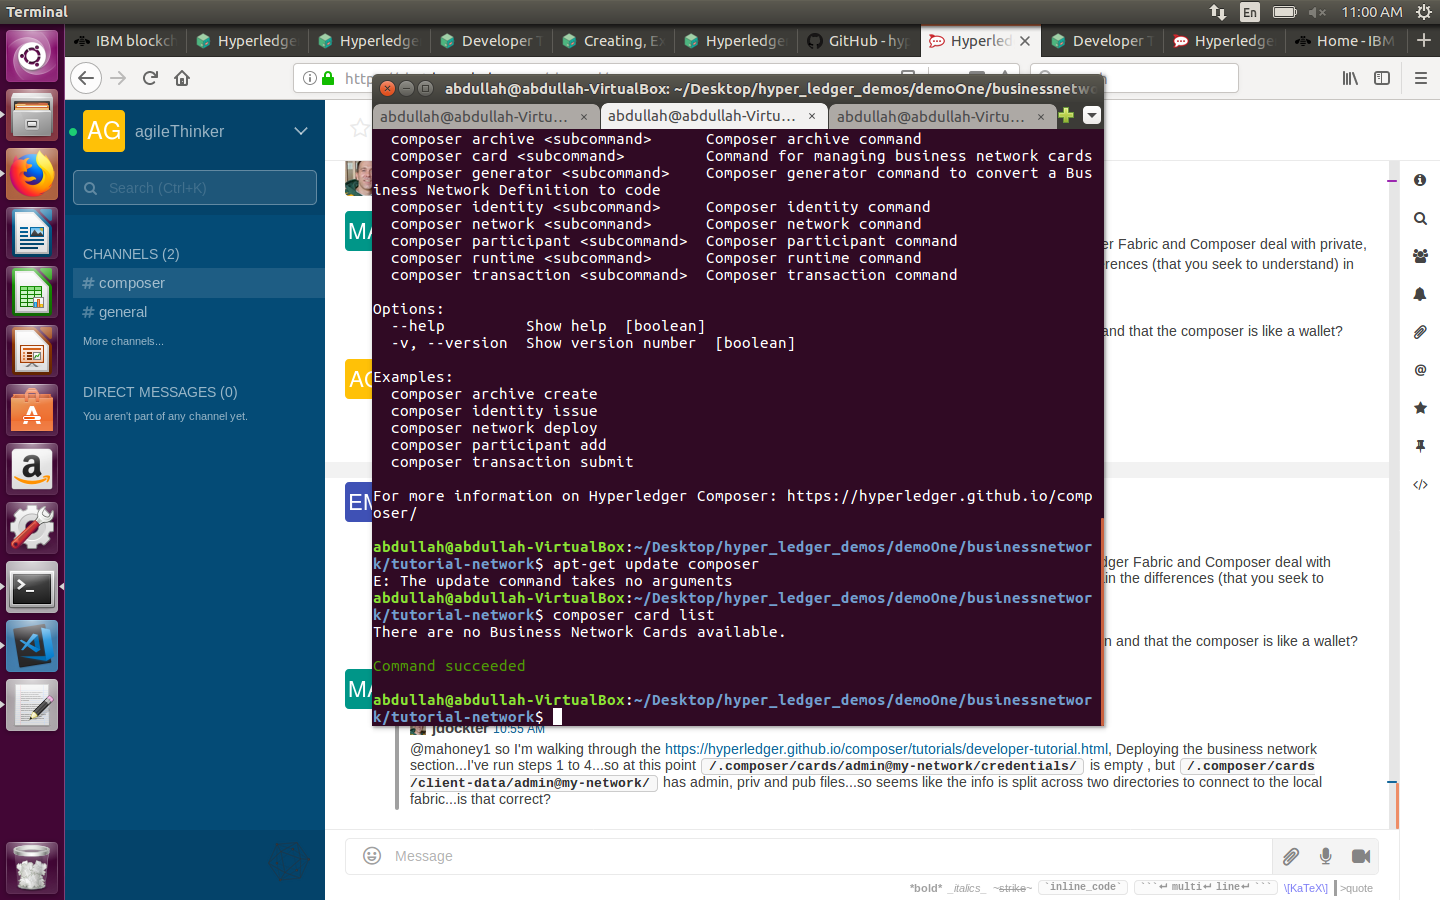 Terminal
En
11:00 AM
IBM blockch
Hyperledge
Hyperledge
Developer T
Creating, Ex
Hyperledge
GitHub - hyp
Hyperled
Developer T
Hyperledge
Home - IBM
abdullah@abdullah-VirtualBox: ~/Desktop/hyper_ledger_demos/demoOne/businessnetwo
abdullah@abdullah-Virtu...
abdullah@abdullah-Virtu...
abdullah@abdullah-Virtu...
AG
agileThinker
Search (Ctrl+K)
CHANNELS (2)
# composer
# general
More channels...
DIRECT MESSAGES (0)
You aren't part of any channel yet.
composer archive <subcommand>      Composer archive command
composer card <subcommand>         Command for managing business network cards
composer generator <subcommand>    Composer generator command to convert a Bus
iness Network Definition to code
composer identity <subcommand>     Composer identity command
composer network <subcommand>      Composer network command
composer participant <subcommand>  Composer participant command
composer runtime <subcommand>      Composer runtime command
composer transaction <subcommand>  Composer transaction command
Options:
--help         Show help  [boolean]
-v, --version  Show version number  [boolean]
Examples:
composer archive create
composer identity issue
composer network deploy
composer participant add
composer transaction submit
For more information on Hyperledger Composer: https://hyperledger.github.io/comp
oser/
abdullah@abdullah-VirtualBox:~/Desktop/hyper_ledger_demos/demoOne/businessnetwor
k/tutorial-network$ apt-get update composer
E: The update command takes no arguments
abdullah@abdullah-VirtualBox:~/Desktop/hyper_ledger_demos/demoOne/businessnetwor
k/tutorial-network$ composer card list
There are no Business Network Cards available.
Command succeeded
abdullah@abdullah-VirtualBox:~/Desktop/hyper_ledger_demos/demoOne/businessnetwor
k/tutorial-network$
MA
er Fabric and Composer deal with private,
rences (that you seek to understand) in
and that the composer is like a wallet?
AG
EM
dger Fabric and Composer deal with
in the differences (that you seek to
n and that the composer is like a wallet?
MA
jdockter 10:55 AM
@mahoney1 so I'm walking through the https://hyperledger.github.io/composer/tutorials/developer-tutorial.html, Deploying the business network
section...I've run steps 1 to 4...so at this point /.composer/cards/admin@my-network/credentials/ is empty , but /.composer/cards
/client-data/admin@my-network/ has admin, priv and pub files...so seems like the info is split across two directories to connect to the local
fabric...is that correct?
Message
*bold* _italics_ ~strike~ `inline_code` ```↵ multi↵ line↵ ``` \[KaTeX\] >quote